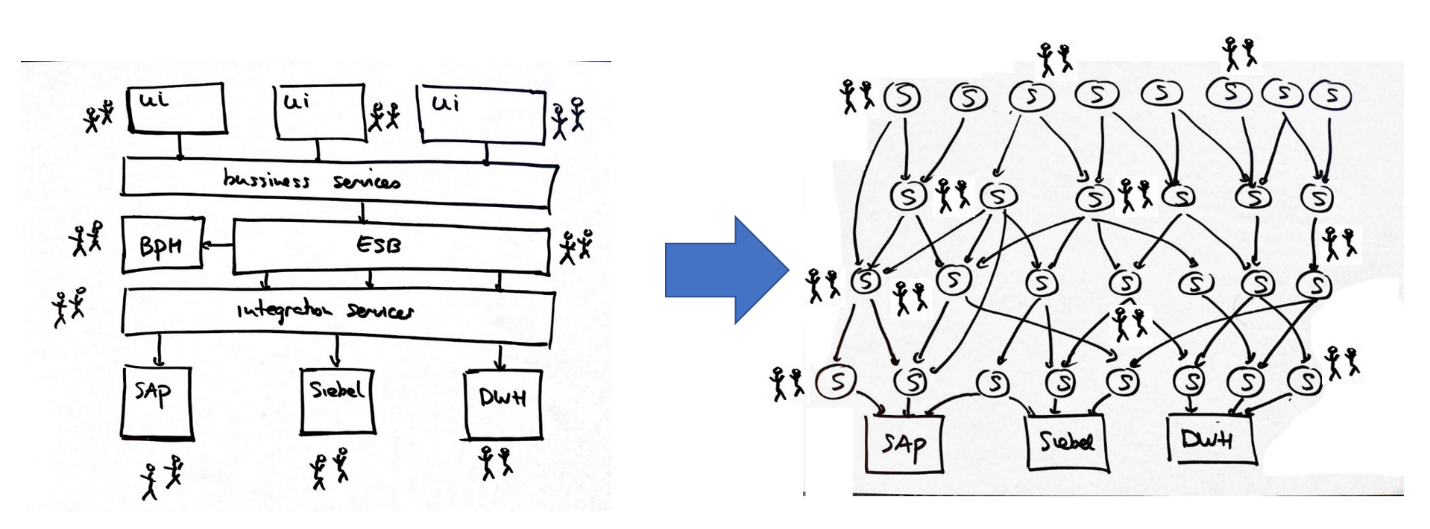 ui ui ui
bussiness services
BPM ESB
integration services
SAP Siebel DWH
S S S S S S S S
S S S S S S
S S S S S S S
S S S S S S S S
SAP Siebel DWH